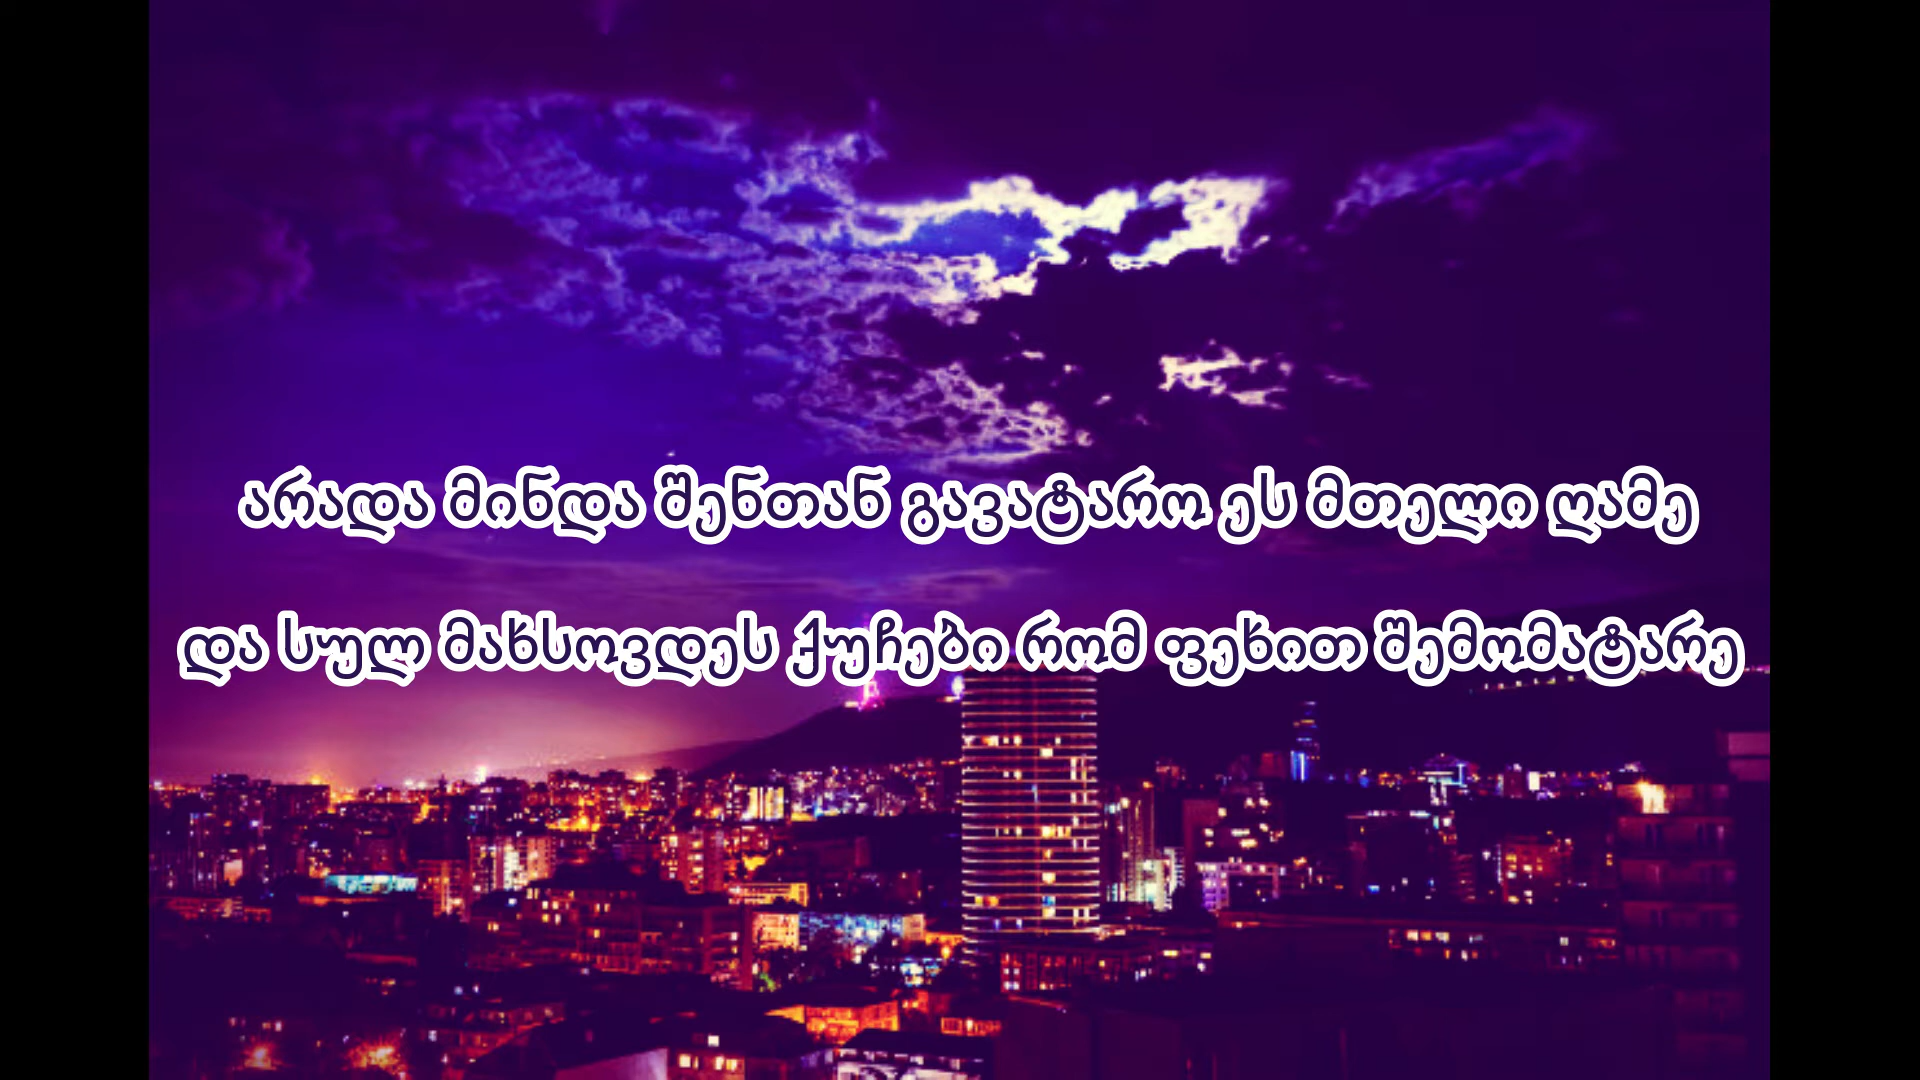 არადა მინდა შენთან გავატარო ეს მთელი ღამე
და სულ მახსოვდეს ქუჩები რომ ფეხით შემომატარე